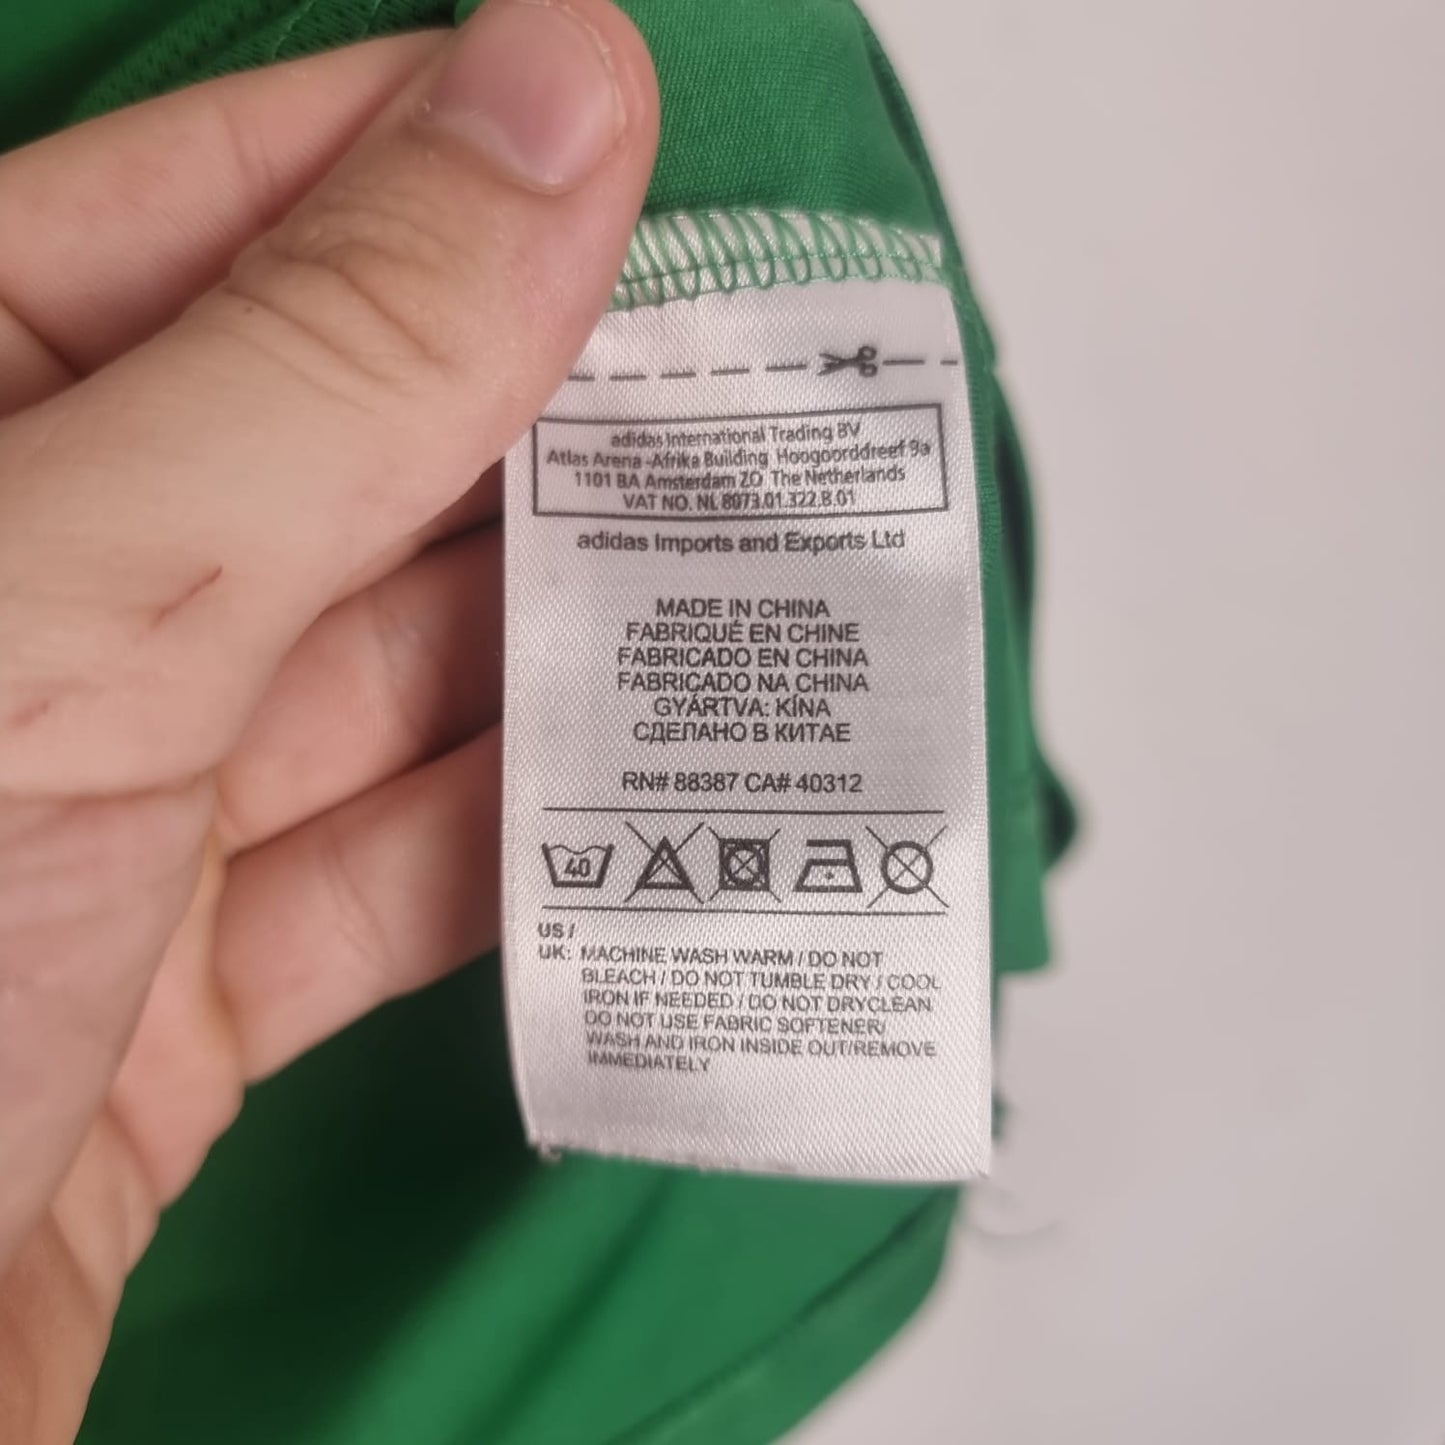 adidas International Trading BV
Atlas Arena -Afrika Building Hoogoorddreef 9a
1101 BA Amsterdam ZO The Netherlands
VAT NO. NL 8073.01.322.B.01
adidas Imports and Exports Ltd
MADE IN CHINA
FABRIQUÉ EN CHINE
FABRICADO EN CHINA
FABRICADO NA CHINA
GYÁRTVA: KÍNA
СДЕЛАНО В КИТАЕ
RN# 88387 CA# 40312
40
US /
UK: MACHINE WASH WARM / DO NOT
BLEACH / DO NOT TUMBLE DRY / COOL
IRON IF NEEDED / DO NOT DRYCLEAN
DO NOT USE FABRIC SOFTENER/
WASH AND IRON INSIDE OUT/REMOVE
IMMEDIATELY